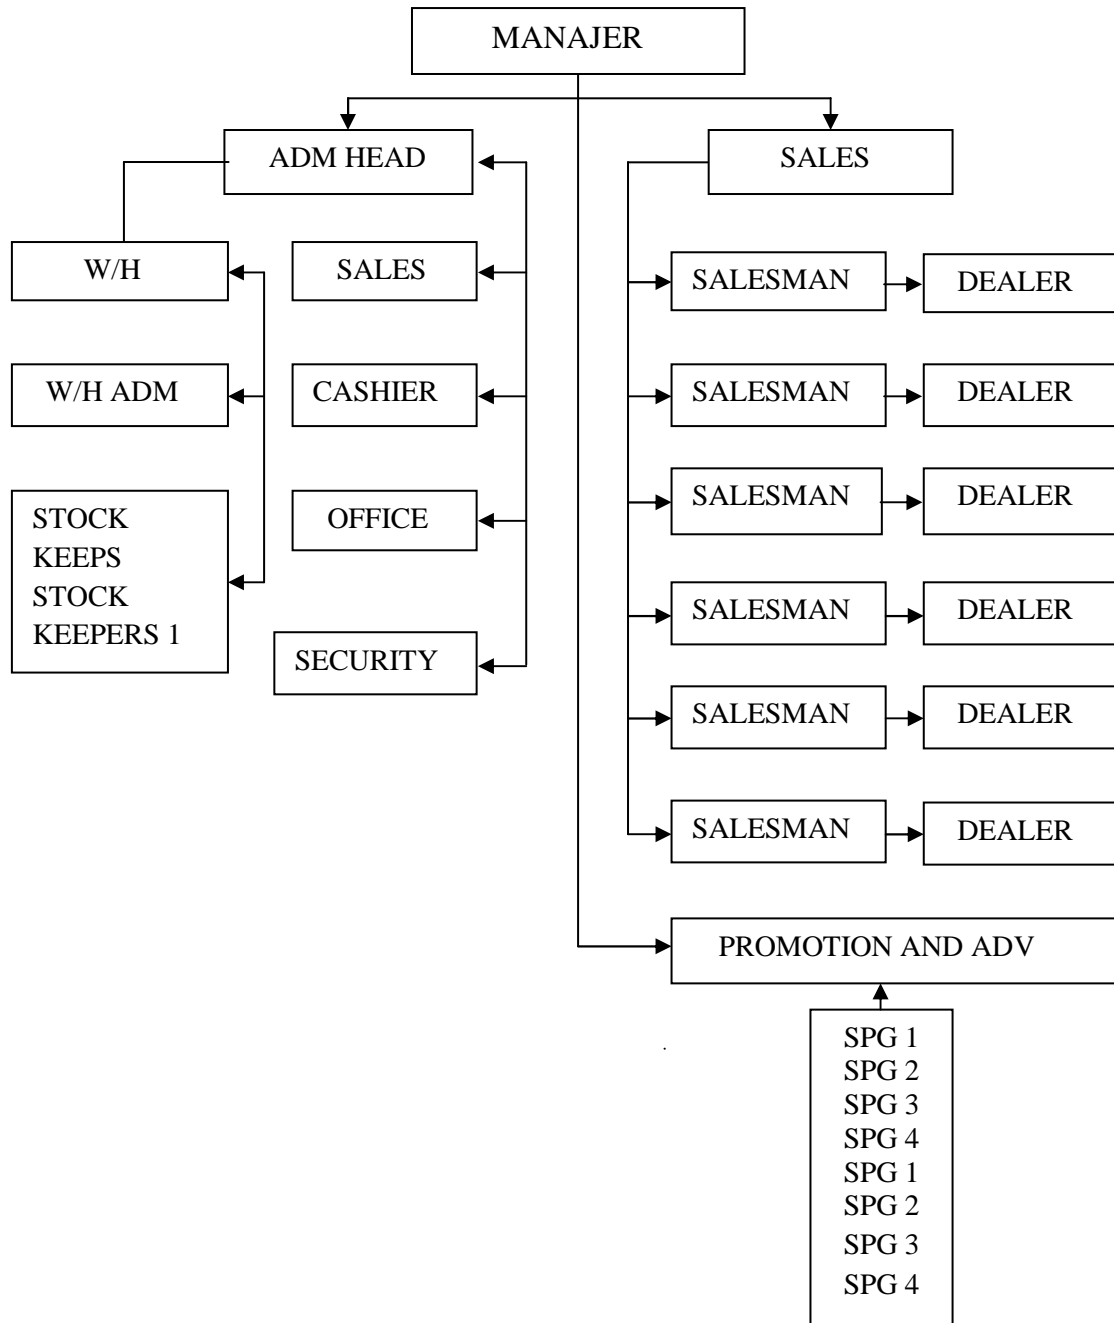 MANAJER
ADM HEAD
SALES
W/H
SALES
SALESMAN
DEALER
W/H ADM
CASHIER
SALESMAN
DEALER
STOCK
KEEPS
STOCK
KEEPERS 1
OFFICE
SALESMAN
DEALER
SECURITY
SALESMAN
DEALER
SALESMAN
DEALER
SALESMAN
DEALER
PROMOTION AND ADV
SPG 1
SPG 2
SPG 3
SPG 4
SPG 1
SPG 2
SPG 3
SPG 4